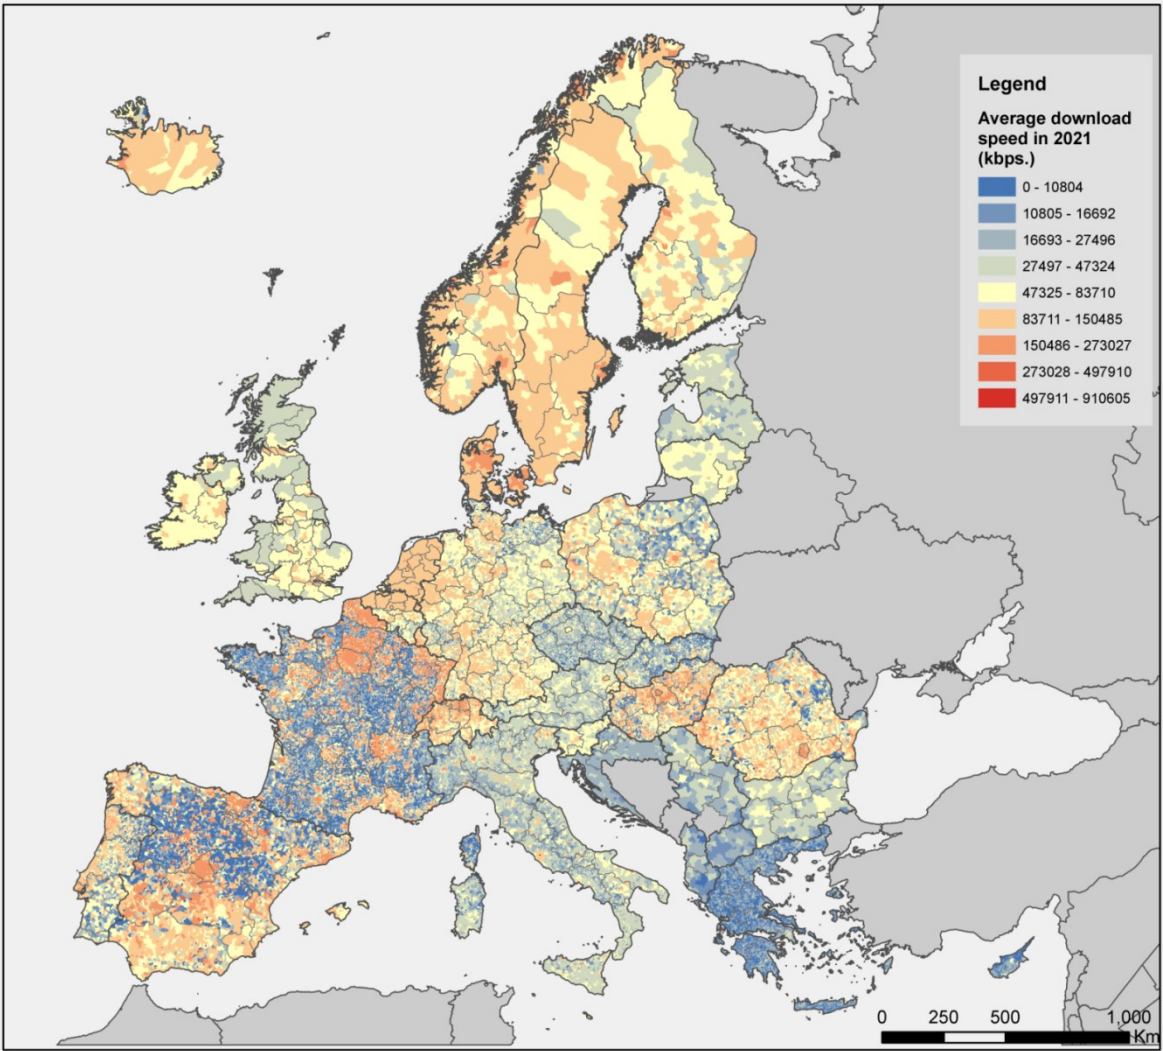 Legend
Average download
speed in 2021
(kbps.)
0 - 10804
10805 - 16692
16693 - 27496
27497 - 47324
47325 - 83710
83711 - 150485
150486 - 273027
273028 - 497910
497911 - 910605
0 250 500 1,000
Km